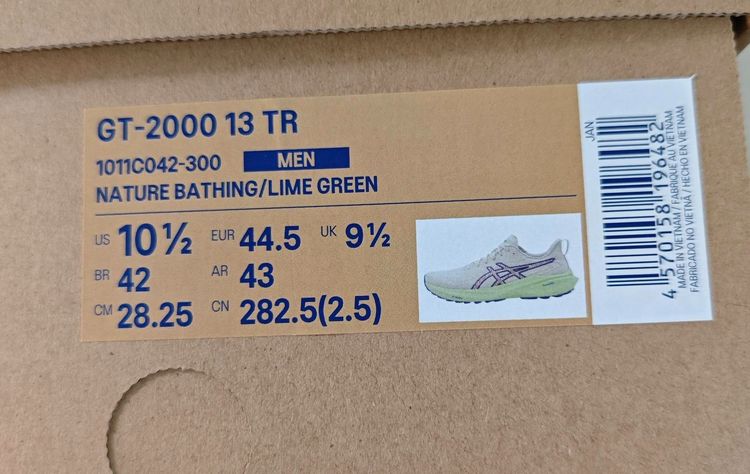 GT-2000 13 TR
1011C042-300 MEN
NATURE BATHING/LIME GREEN
US 10½ EUR 44.5 UK 9½
BR 42 AR 43
CM 28.25 CN 282.5(2.5)
JAN
4 570158 196482
MADE IN VIETNAM / FABRIQUÉ AU VIETNAM
FABRICADO NO VIETNÃ / HECHO EN VIETNAM